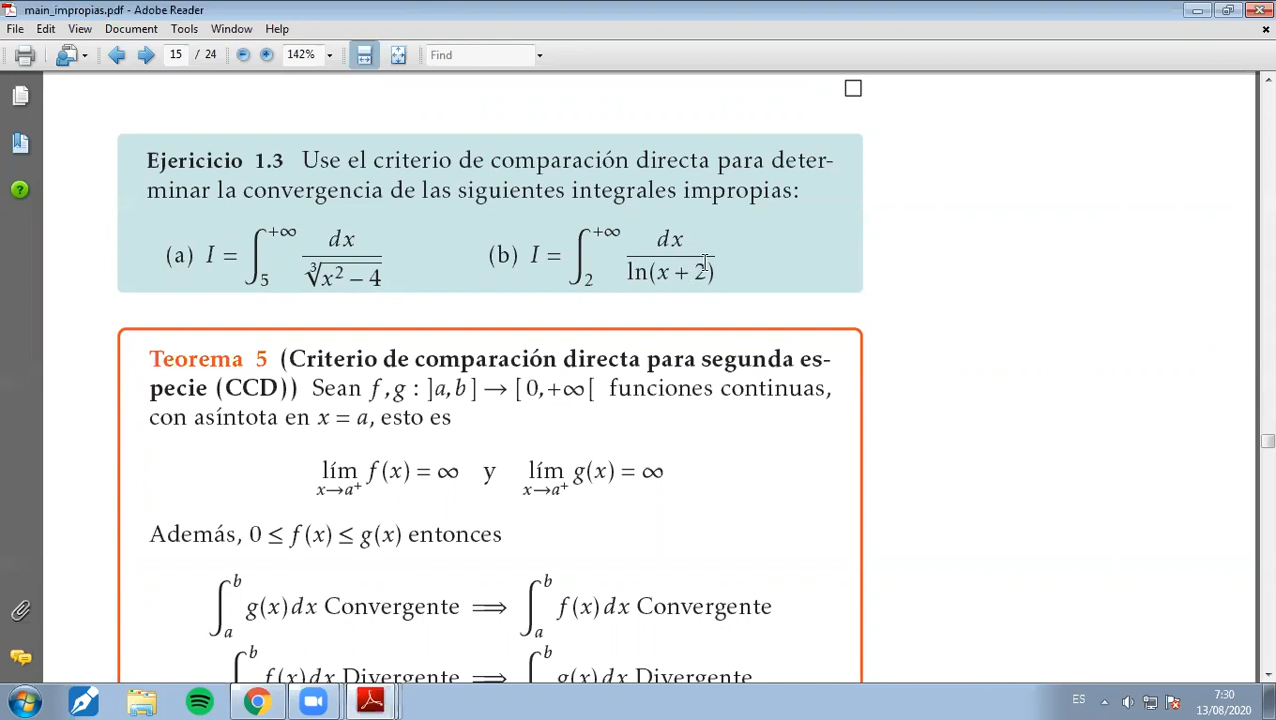 main_impropias.pdf - Adobe Reader
File Edit View Document Tools Window Help
15 / 24 142% Find
Ejericicio 1.3 Use el criterio de comparación directa para deter-
minar la convergencia de las siguientes integrales impropias:
(a) I = ∫_5^{+∞} dx / ∛(x² − 4) (b) I = ∫_2^{+∞} dx / ln(x + 2)
Teorema 5 (Criterio de comparación directa para segunda es-
pecie (CCD)) Sean f, g : ]a, b] → [0, +∞[ funciones continuas,
con asíntota en x = a, esto es
lím_{x→a⁺} f(x) = ∞ y lím_{x→a⁺} g(x) = ∞
Además, 0 ≤ f(x) ≤ g(x) entonces
∫_a^b g(x)dx Convergente ⟹ ∫_a^b f(x)dx Convergente
∫^b f(x)dx Divergente ⟹ ∫^b g(x)dx Divergente
ES 7:30
13/08/2020